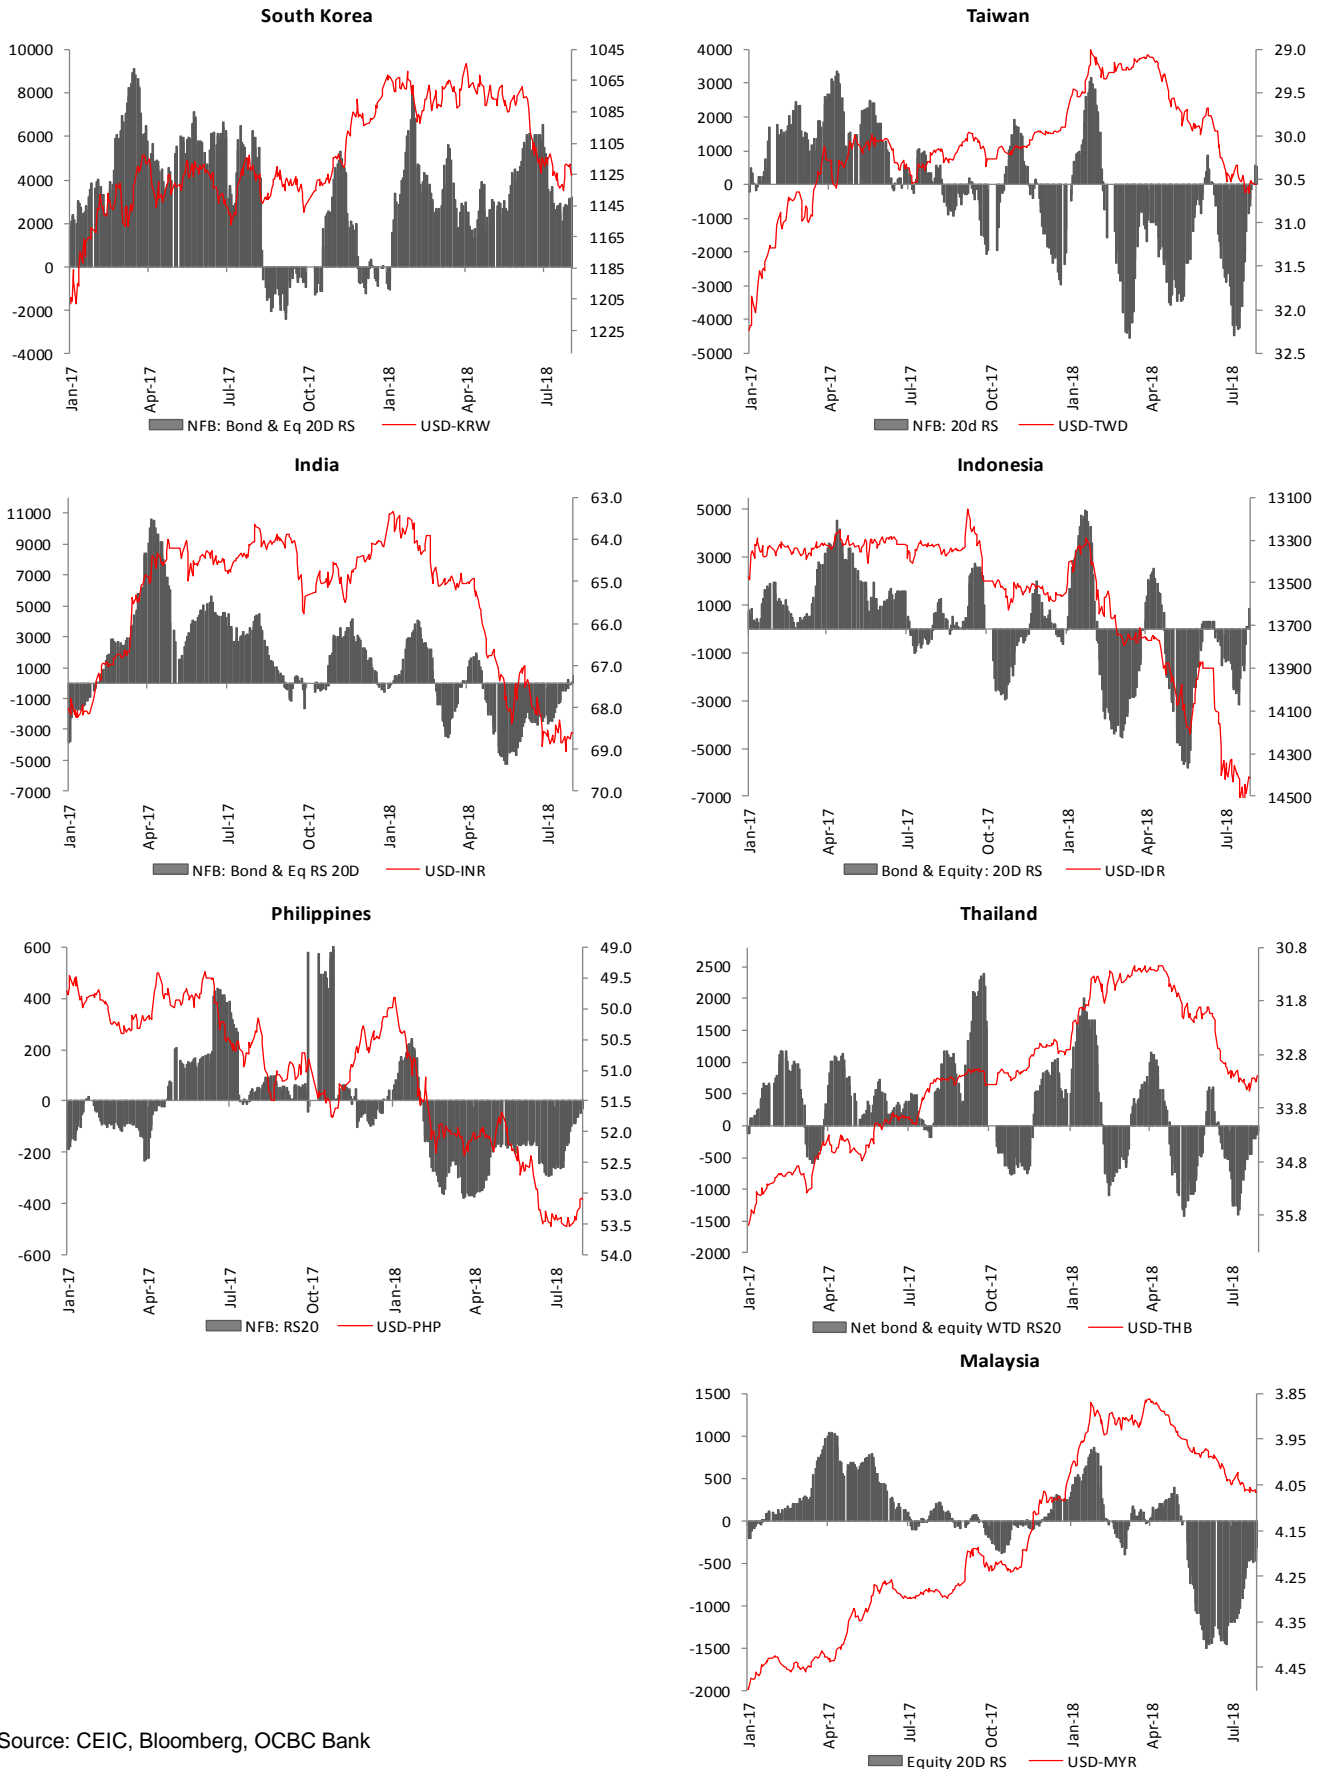 South Korea
10000
8000
6000
4000
2000
0
-2000
-4000
1045
1065
1085
1105
1125
1145
1165
1185
1205
1225
Jan-17
Apr-17
Jul-17
Oct-17
Jan-18
Apr-18
Jul-18
NFB: Bond & Eq 20D RS
USD-KRW
Taiwan
4000
3000
2000
1000
0
-1000
-2000
-3000
-4000
-5000
29.0
29.5
30.0
30.5
31.0
31.5
32.0
32.5
Jan-17
Apr-17
Jul-17
Oct-17
Jan-18
Apr-18
Jul-18
NFB: 20d RS
USD-TWD
India
11000
9000
7000
5000
3000
1000
-1000
-3000
-5000
-7000
63.0
64.0
65.0
66.0
67.0
68.0
69.0
70.0
Jan-17
Apr-17
Jul-17
Oct-17
Jan-18
Apr-18
Jul-18
NFB: Bond & Eq RS 20D
USD-INR
Indonesia
5000
3000
1000
-1000
-3000
-5000
-7000
13100
13300
13500
13700
13900
14100
14300
14500
Jan-17
Apr-17
Jul-17
Oct-17
Jan-18
Apr-18
Jul-18
Bond & Equity: 20D RS
USD-IDR
Philippines
600
400
200
0
-200
-400
-600
49.0
49.5
50.0
50.5
51.0
51.5
52.0
52.5
53.0
53.5
54.0
Jan-17
Apr-17
Jul-17
Oct-17
Jan-18
Apr-18
Jul-18
NFB: RS20
USD-PHP
Thailand
2500
2000
1500
1000
500
0
-500
-1000
-1500
-2000
30.8
31.8
32.8
33.8
34.8
35.8
Jan-17
Apr-17
Jul-17
Oct-17
Jan-18
Apr-18
Jul-18
Net bond & equity WTD RS20
USD-THB
Malaysia
1500
1000
500
0
-500
-1000
-1500
-2000
3.85
3.95
4.05
4.15
4.25
4.35
4.45
Jan-17
Apr-17
Jul-17
Oct-17
Jan-18
Apr-18
Jul-18
Equity 20D RS
USD-MYR
Source: CEIC, Bloomberg, OCBC Bank